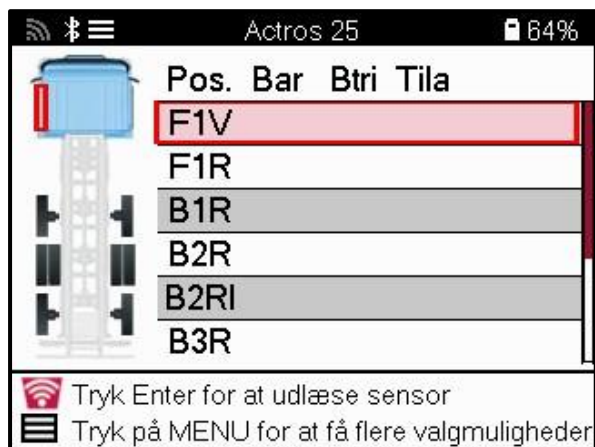 Actros 25 64%
Pos. Bar Btri Tila
F1V
F1R
B1R
B2R
B2RI
B3R
Tryk Enter for at udlæse sensor
Tryk på MENU for at få flere valgmuligheder